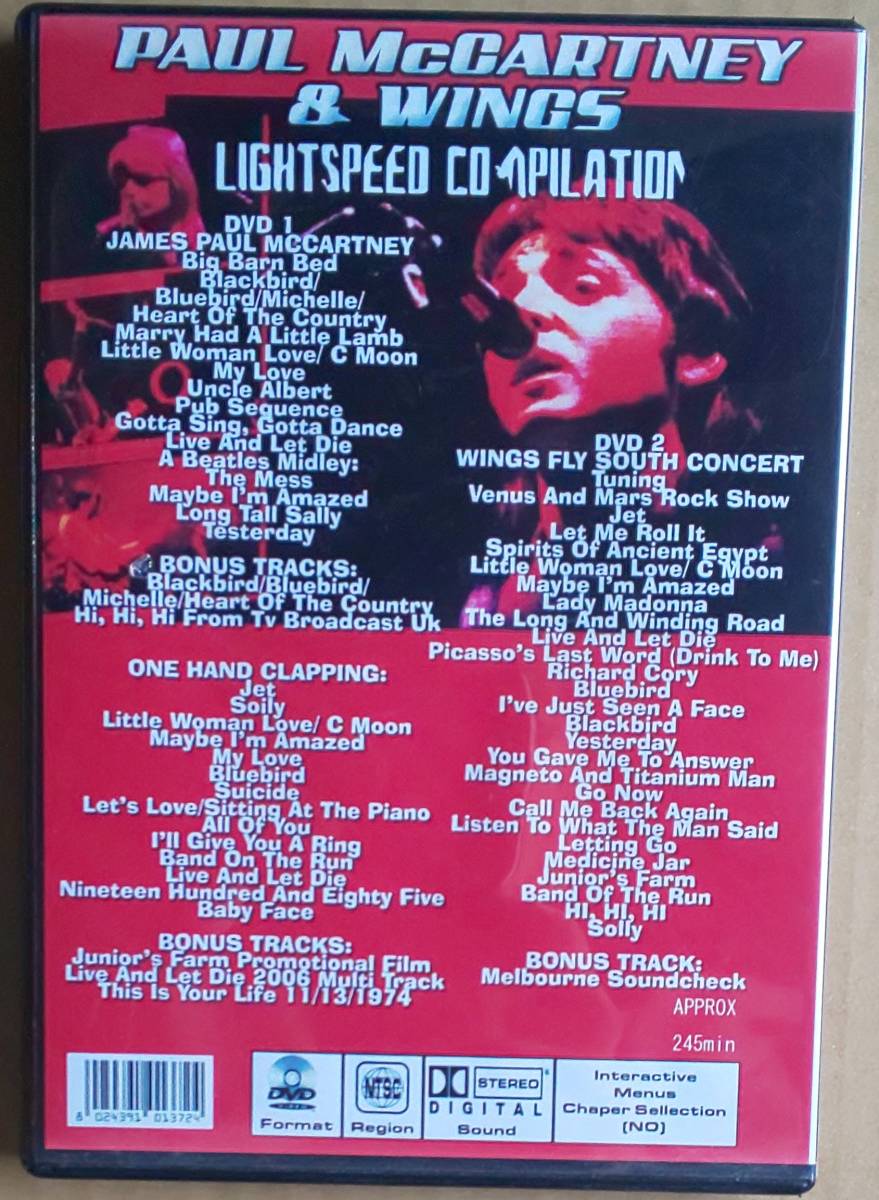 PAUL McCARTNEY
& WINGS
LIGHTSPEED COMPILATION
DVD 1
JAMES PAUL MCCARTNEY
Big Barn Bed
Blackbird/
Bluebird/Michelle/
Heart Of The Country
Marry Had A Little Lamb
Little Woman Love/ C Moon
My Love
Uncle Albert
Pub Sequence
Gotta Sing, Gotta Dance
Live And Let Die
A Beatles Midley:
The Mess
Maybe I'm Amazed
Long Tall Sally
Yesterday
BONUS TRACKS:
Blackbird/Bluebird/
Michelle/Heart Of The Country
Hi, Hi, Hi From Tv Broadcast Uk
ONE HAND CLAPPING:
Jet
Soily
Little Woman Love/ C Moon
Maybe I'm Amazed
My Love
Bluebird
Suicide
Let's Love/Sitting At The Piano
All Of You
I'll Give You A Ring
Band On The Run
Live And Let Die
Nineteen Hundred And Eighty Five
Baby Face
BONUS TRACKS:
Junior's Farm Promotional Film
Live And Let Die 2006 Multi Track
This Is Your Life 11/13/1974
DVD 2
WINGS FLY SOUTH CONCERT
Tuning
Venus And Mars Rock Show
Jet
Let Me Roll It
Spirits Of Ancient Egypt
Little Woman Love/ C Moon
Maybe I'm Amazed
Lady Madonna
The Long And Winding Road
Live And Let Die
Picasso's Last Word (Drink To Me)
Richard Cory
Bluebird
I've Just Seen A Face
Blackbird
Yesterday
You Gave Me To Answer
Magneto And Titanium Man
Go Now
Call Me Back Again
Listen To What The Man Said
Letting Go
Medicine Jar
Junior's Farm
Band Of The Run
HI, HI, HI
Solly
BONUS TRACK:
Melbourne Soundcheck
APPROX
245min
8 024391 013724
DVD
VIDEO
Format
NTSC
Region
STEREO
DIGITAL
Sound
Interactive
Menus
Chaper Sellection
(NO)